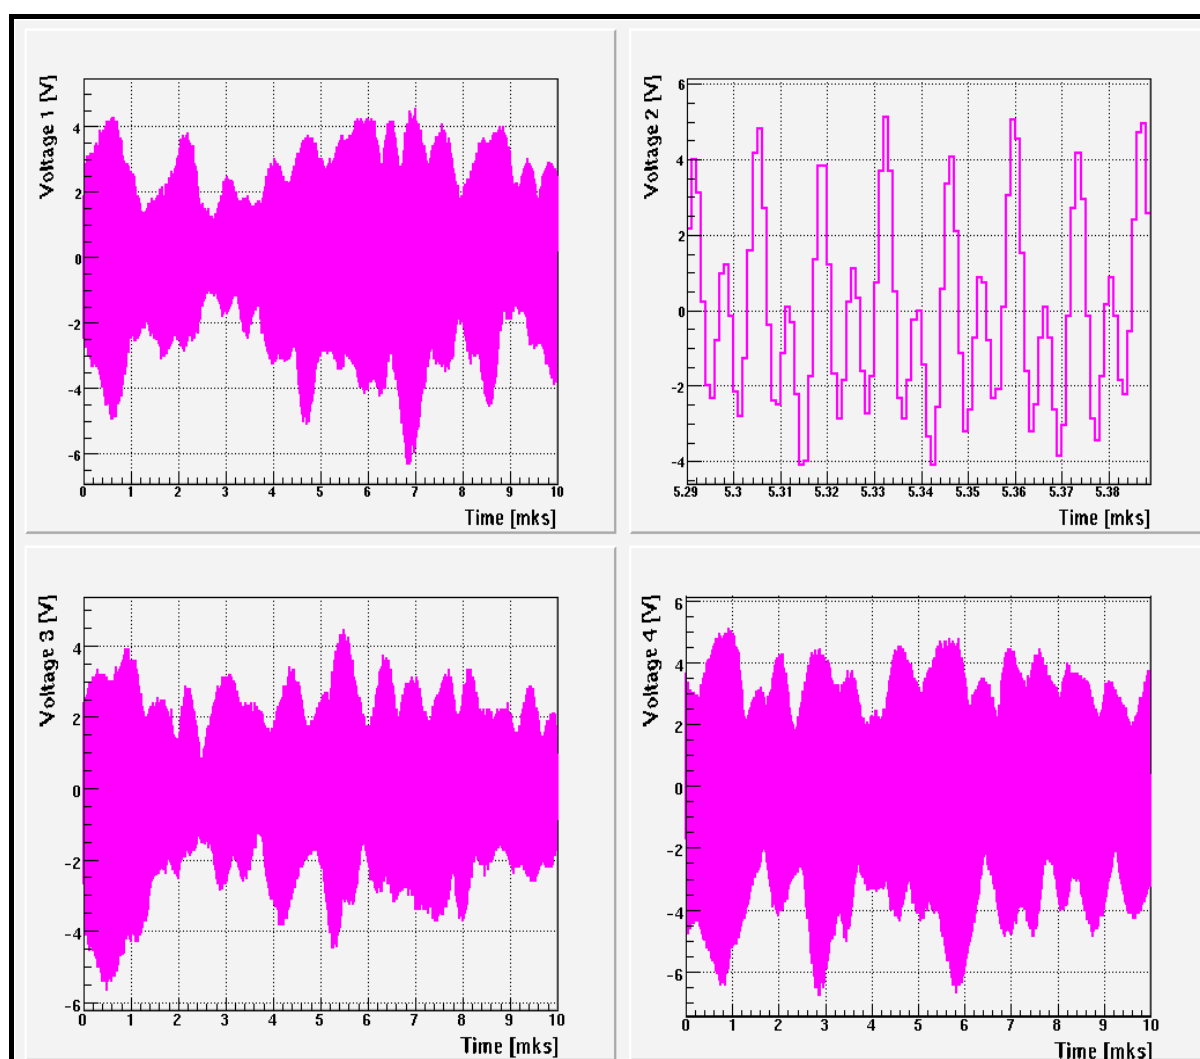 Voltage 1 [V]
4
2
0
-2
-4
-6
0 1 2 3 4 5 6 7 8 9 10
Time [mks]
Voltage 2 [V]
6
4
2
0
-2
-4
5.29 5.3 5.31 5.32 5.33 5.34 5.35 5.36 5.37 5.38
Time [mks]
Voltage 3 [V]
4
2
0
-2
-4
-6
0 1 2 3 4 5 6 7 8 9 10
Time [mks]
Voltage 4 [V]
6
4
2
0
-2
-4
-6
0 1 2 3 4 5 6 7 8 9 10
Time [mks]